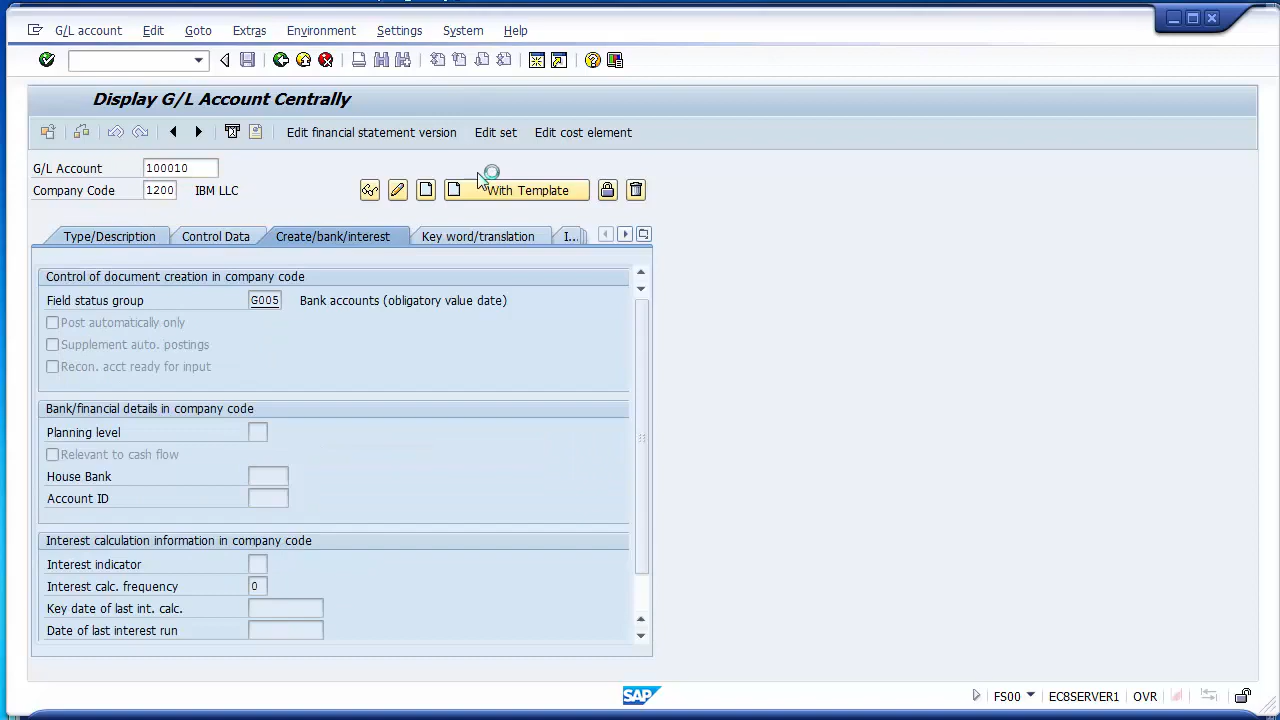 G/L account Edit Goto Extras Environment Settings System Help
Display G/L Account Centrally
Edit financial statement version Edit set Edit cost element
G/L Account 100010
Company Code 1200 IBM LLC With Template
Type/Description Control Data Create/bank/interest Key word/translation I...
Control of document creation in company code
Field status group G005 Bank accounts (obligatory value date)
Post automatically only
Supplement auto. postings
Recon. acct ready for input
Bank/financial details in company code
Planning level
Relevant to cash flow
House Bank
Account ID
Interest calculation information in company code
Interest indicator
Interest calc. frequency 0
Key date of last int. calc.
Date of last interest run
SAP FS00 EC8SERVER1 OVR